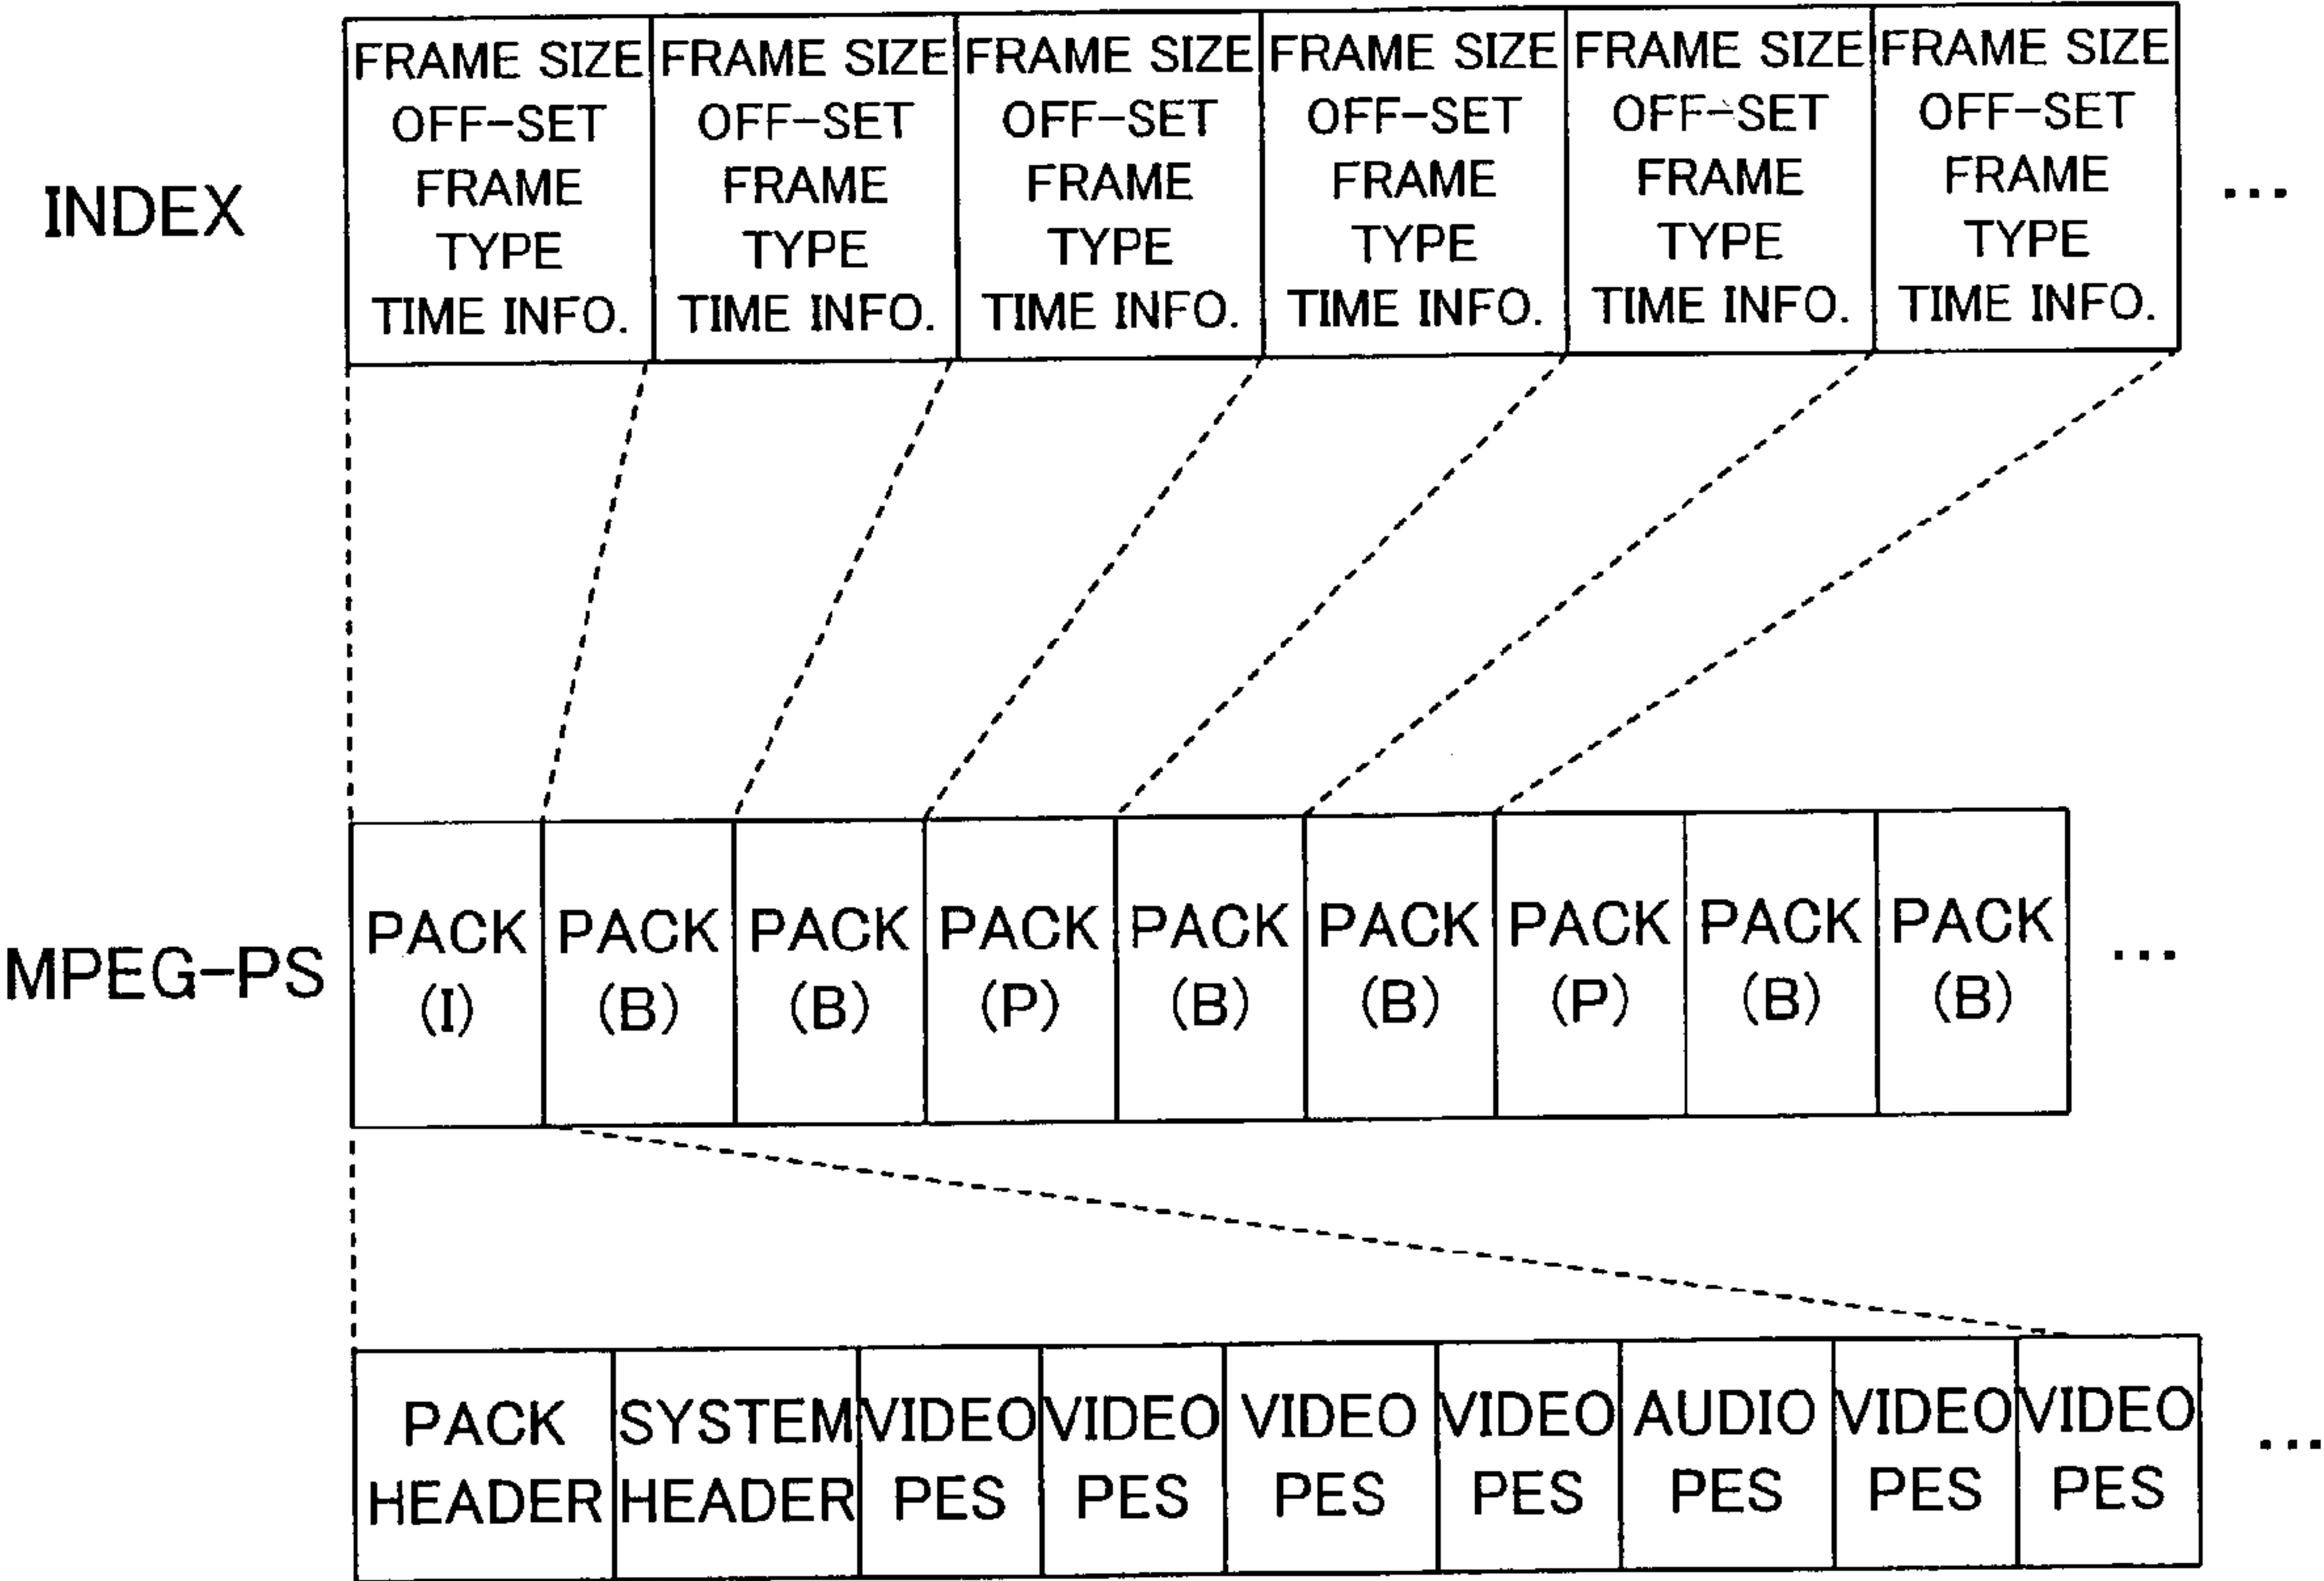 FRAME SIZE FRAME SIZE FRAME SIZE FRAME SIZE FRAME SIZE FRAME SIZE
OFF-SET OFF-SET OFF-SET OFF-SET OFF-SET OFF-SET
INDEX FRAME FRAME FRAME FRAME FRAME FRAME ...
TYPE TYPE TYPE TYPE TYPE TYPE
TIME INFO. TIME INFO. TIME INFO. TIME INFO. TIME INFO. TIME INFO.
PACK PACK PACK PACK PACK PACK PACK PACK PACK
MPEG-PS ...
(I) (B) (B) (P) (B) (B) (P) (B) (B)
PACK SYSTEM VIDEO VIDEO VIDEO VIDEO AUDIO VIDEO VIDEO ...
HEADER HEADER PES PES PES PES PES PES PES